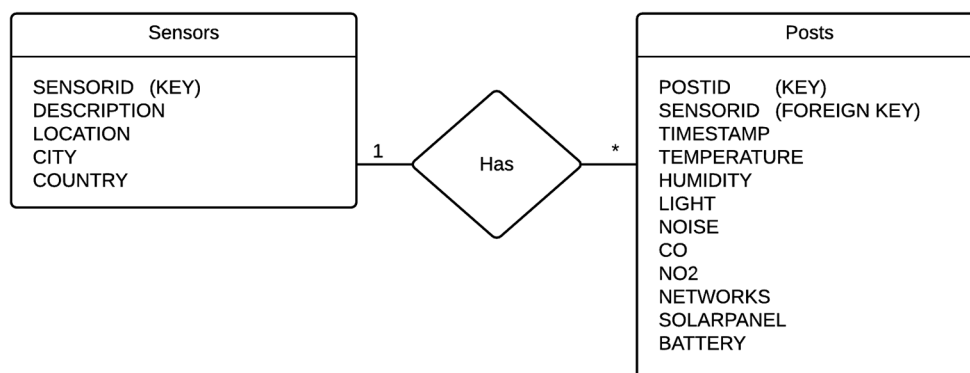 Sensors
SENSORID (KEY)
DESCRIPTION
LOCATION
CITY
COUNTRY
1
Has
*
Posts
POSTID (KEY)
SENSORID (FOREIGN KEY)
TIMESTAMP
TEMPERATURE
HUMIDITY
LIGHT
NOISE
CO
NO2
NETWORKS
SOLARPANEL
BATTERY